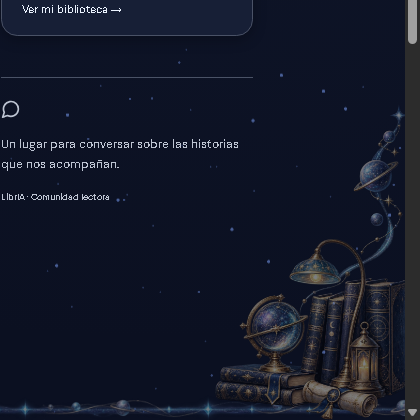 Ver mi biblioteca →
Un lugar para conversar sobre las historias
que nos acompañan.
LibrIA · Comunidad lectora